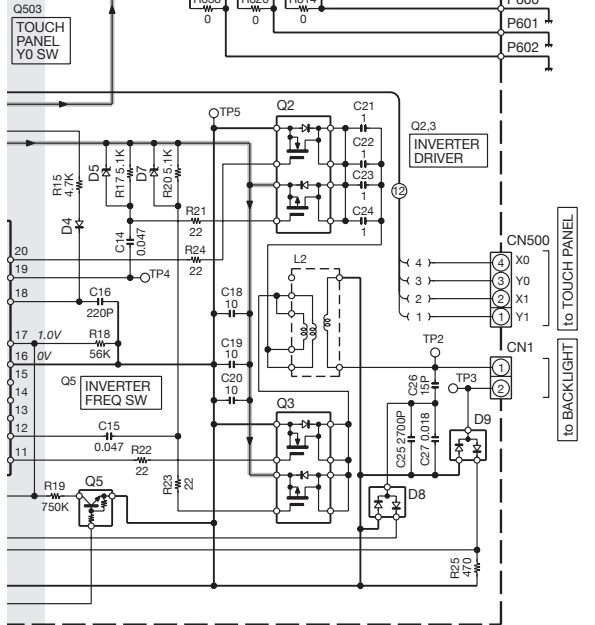 Q503
TOUCH
PANEL
Y0 SW
0
0
0
P601
P602
TP5
Q2
C21
1
C22
1
C23
1
C24
1
Q2,3
INVERTER
DRIVER
12
R15
4.7K
D5
R17 5.1K
D7
R20 5.1K
D4
C14
0.047
R21
22
R24
22
TP4
L2
CN500
4
3
2
1
4
3
2
1
X0
Y0
X1
Y1
to TOUCH PANEL
20
19
18
17
16
15
14
13
12
11
1.0V
0V
C16
220P
R18
56K
C18
10
C19
10
C20
10
TP2
CN1
1
2
to BACKLIGHT
TP3
C26
15P
Q5
INVERTER
FREQ SW
Q3
C25 2700P
C27 0.018
D9
C15
0.047
R22
22
R23
22
R19
750K
Q5
D8
R25
470